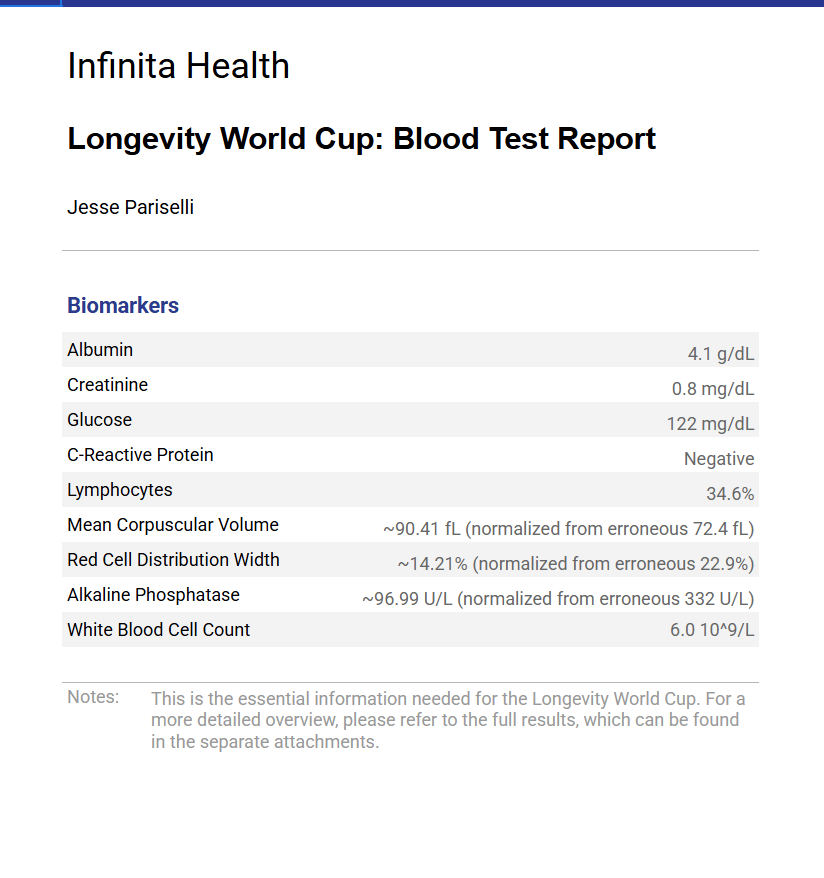 Infinita Health
Longevity World Cup: Blood Test Report
Jesse Pariselli
Biomarkers
Albumin 4.1 g/dL
Creatinine 0.8 mg/dL
Glucose 122 mg/dL
C-Reactive Protein Negative
Lymphocytes 34.6%
Mean Corpuscular Volume ~90.41 fL (normalized from erroneous 72.4 fL)
Red Cell Distribution Width ~14.21% (normalized from erroneous 22.9%)
Alkaline Phosphatase ~96.99 U/L (normalized from erroneous 332 U/L)
White Blood Cell Count 6.0 10^9/L
Notes: This is the essential information needed for the Longevity World Cup. For a
more detailed overview, please refer to the full results, which can be found
in the separate attachments.